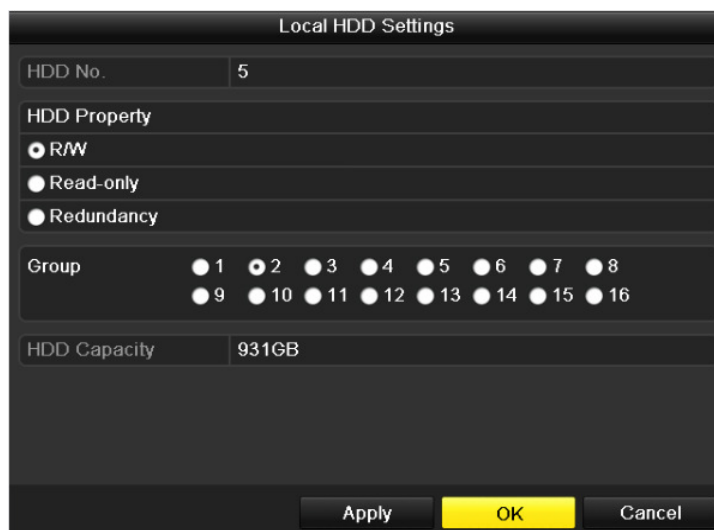 Local HDD Settings
HDD No. 5
HDD Property
R/W
Read-only
Redundancy
Group 1 2 3 4 5 6 7 8
9 10 11 12 13 14 15 16
HDD Capacity 931GB
Apply OK Cancel